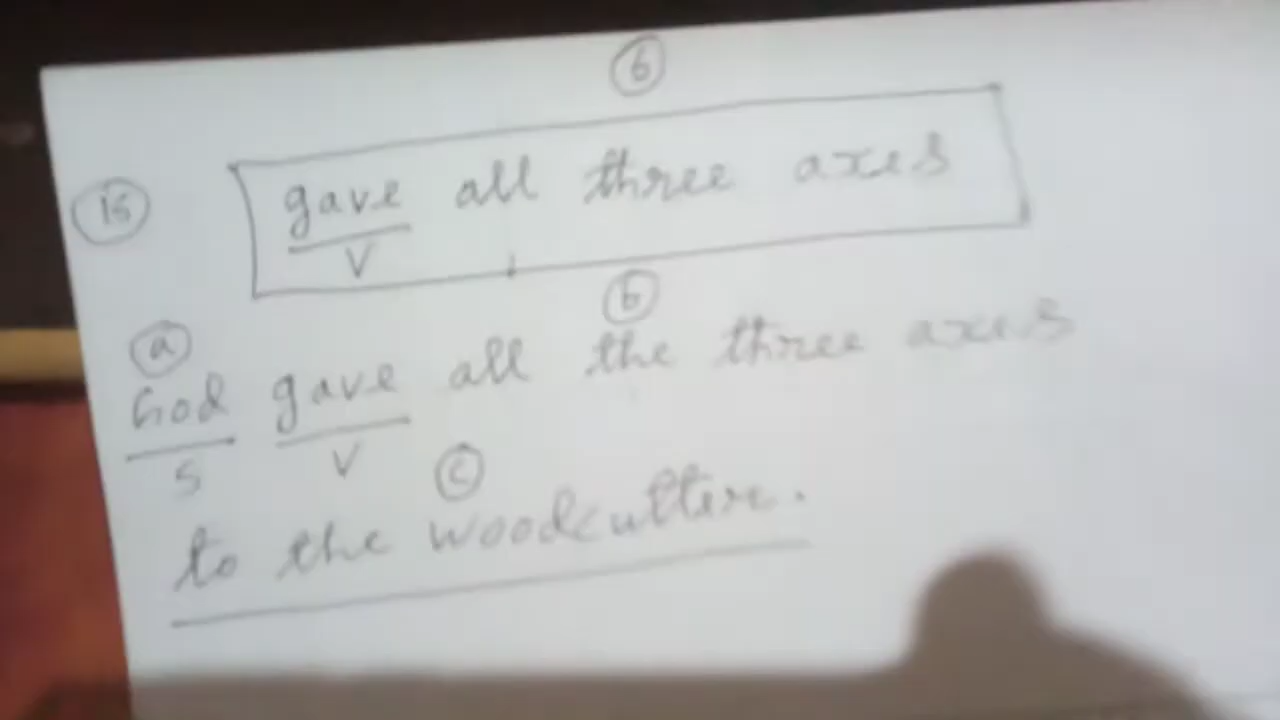 6
15 gave all three axes
V
a b
God gave all the three axes
S V c
to the woodcutter.